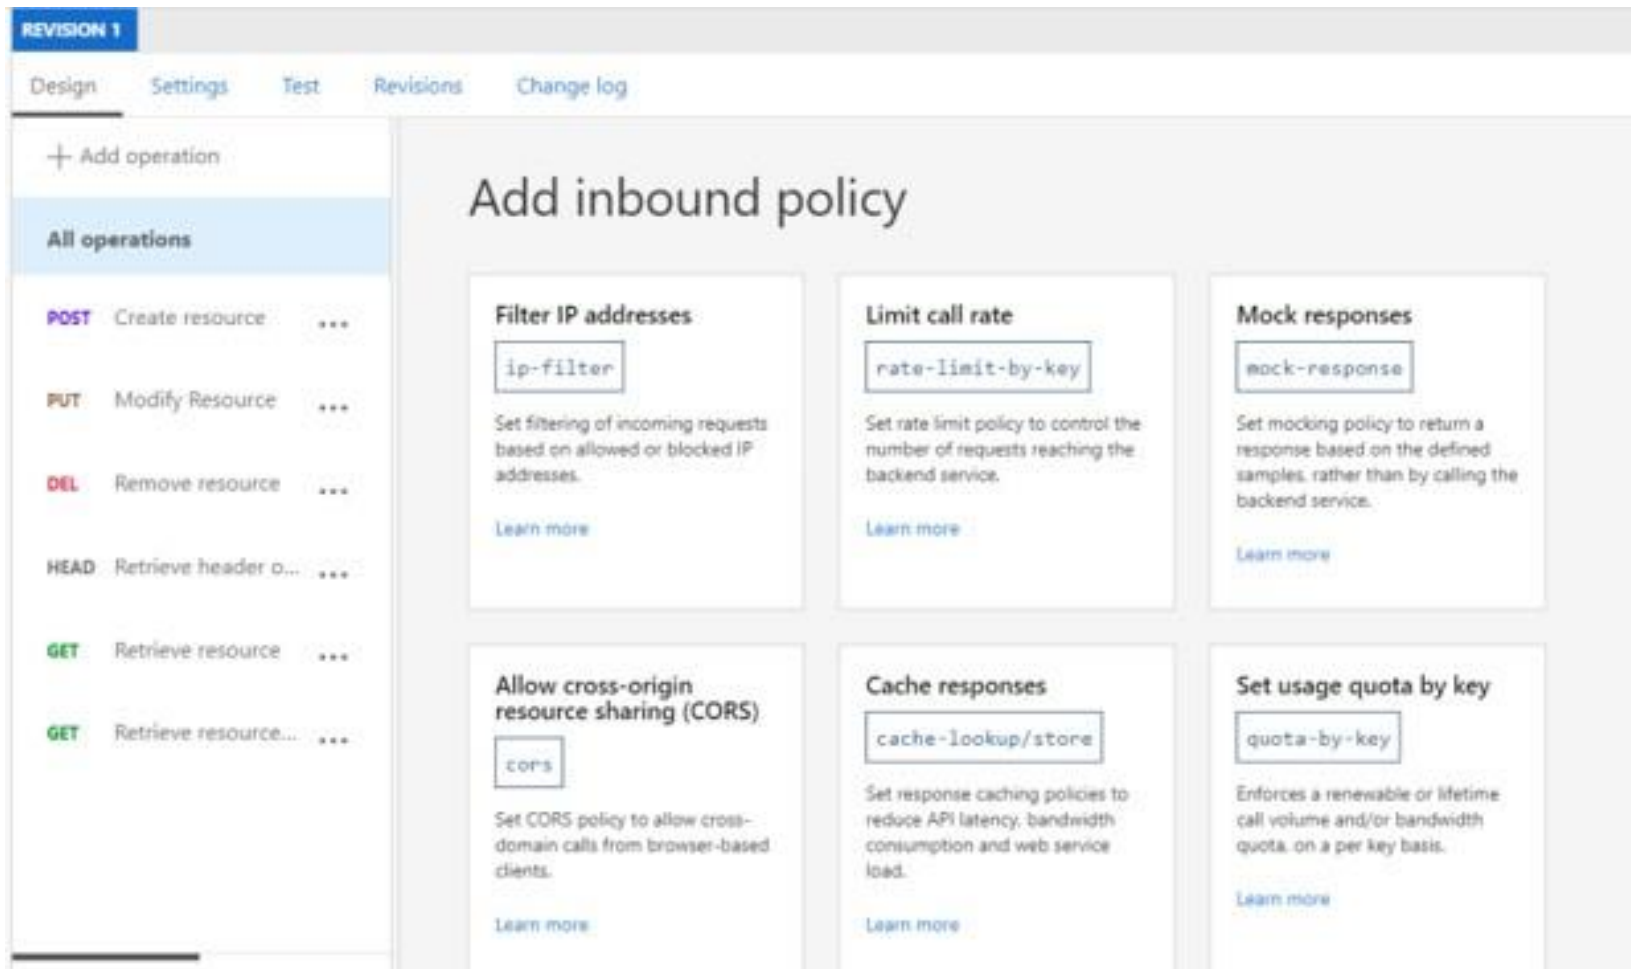 REVISION 1
Design Settings Test Revisions Change log
+ Add operation
All operations
POST Create resource ...
PUT Modify Resource ...
DEL Remove resource ...
HEAD Retrieve header o... ...
GET Retrieve resource ...
GET Retrieve resource... ...
Add inbound policy
Filter IP addresses
ip-filter
Set filtering of incoming requests
based on allowed or blocked IP
addresses.
Learn more
Limit call rate
rate-limit-by-key
Set rate limit policy to control the
number of requests reaching the
backend service.
Learn more
Mock responses
mock-response
Set mocking policy to return a
response based on the defined
samples, rather than by calling the
backend service.
Learn more
Allow cross-origin
resource sharing (CORS)
cors
Set CORS policy to allow cross-
domain calls from browser-based
clients.
Learn more
Cache responses
cache-lookup/store
Set response caching policies to
reduce API latency, bandwidth
consumption and web service
load.
Learn more
Set usage quota by key
quota-by-key
Enforces a renewable or lifetime
call volume and/or bandwidth
quota, on a per key basis.
Learn more